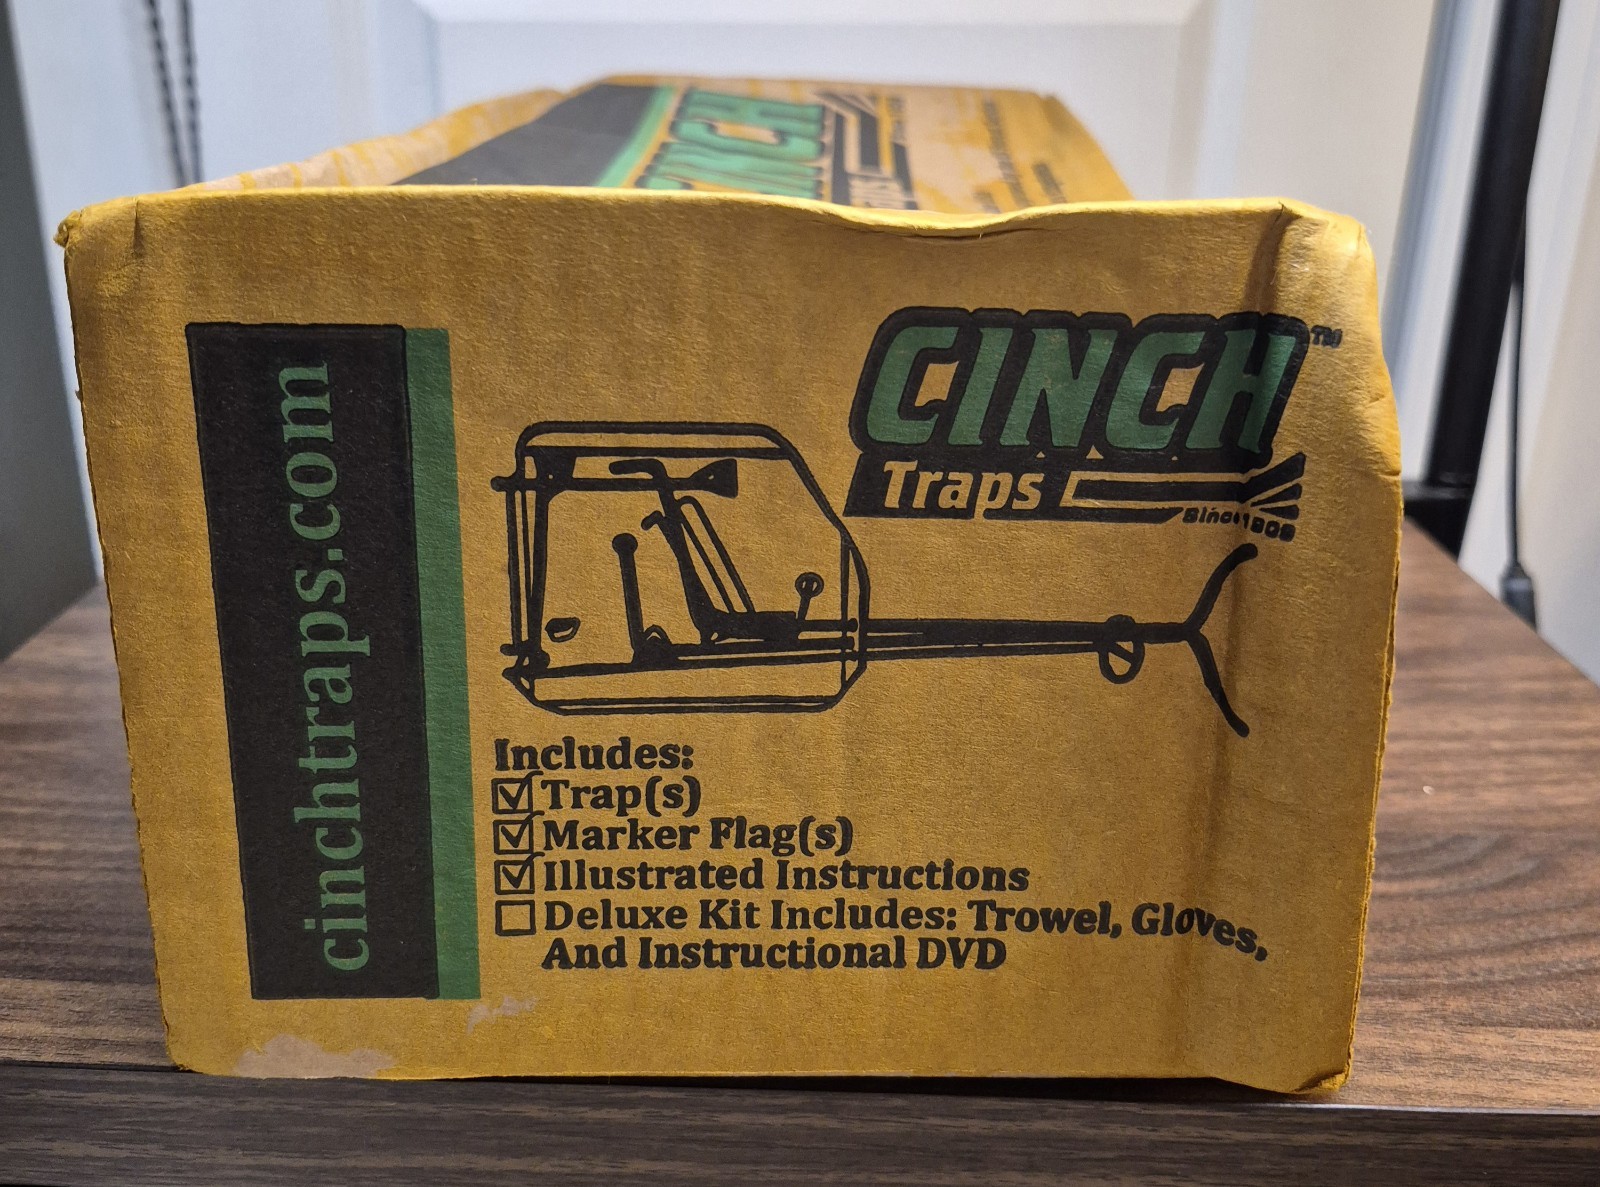 CINCH
cinchtraps.com
CINCH™
Traps
Since
Includes:
Trap(s)
Marker Flag(s)
Illustrated Instructions
Deluxe Kit Includes: Trowel, Gloves,
And Instructional DVD